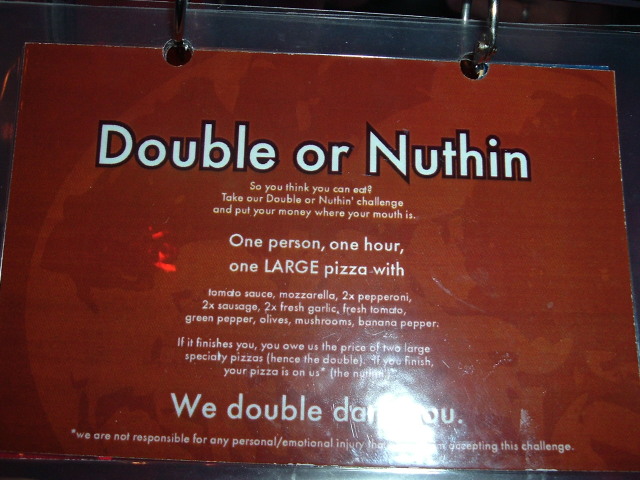 Double or Nuthin
So you think you can eat?
Take our Double or Nuthin' challenge
and put your money where your mouth is.
One person, one hour,
one LARGE pizza with
tomato sauce, mozzarella, 2x pepperoni,
2x sausage, 2x fresh garlic, fresh tomato,
green pepper, olives, mushrooms, banana pepper.
If it finishes you, you owe us the price of two large
specialty pizzas (hence the double). If you finish,
your pizza is on us* (the
We double
*we are not responsible for any personal/emotional injury accepting this challenge.